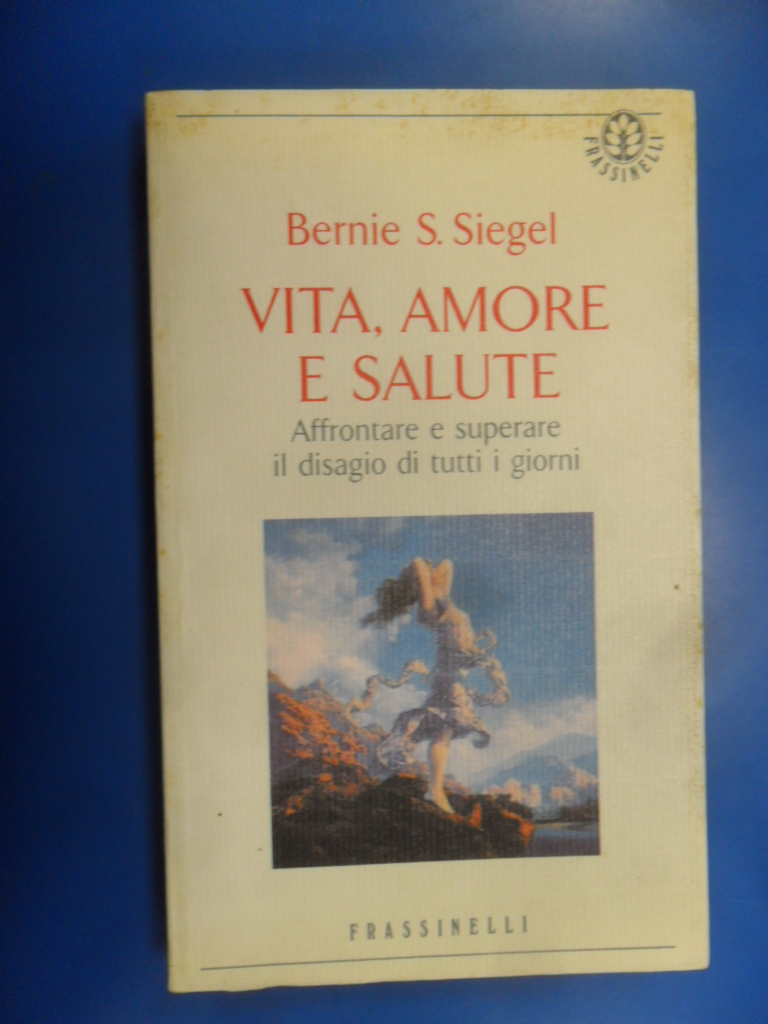 FRASSINELLI
Bernie S. Siegel
VITA, AMORE
E SALUTE
Affrontare e superare
il disagio di tutti i giorni
FRASSINELLI